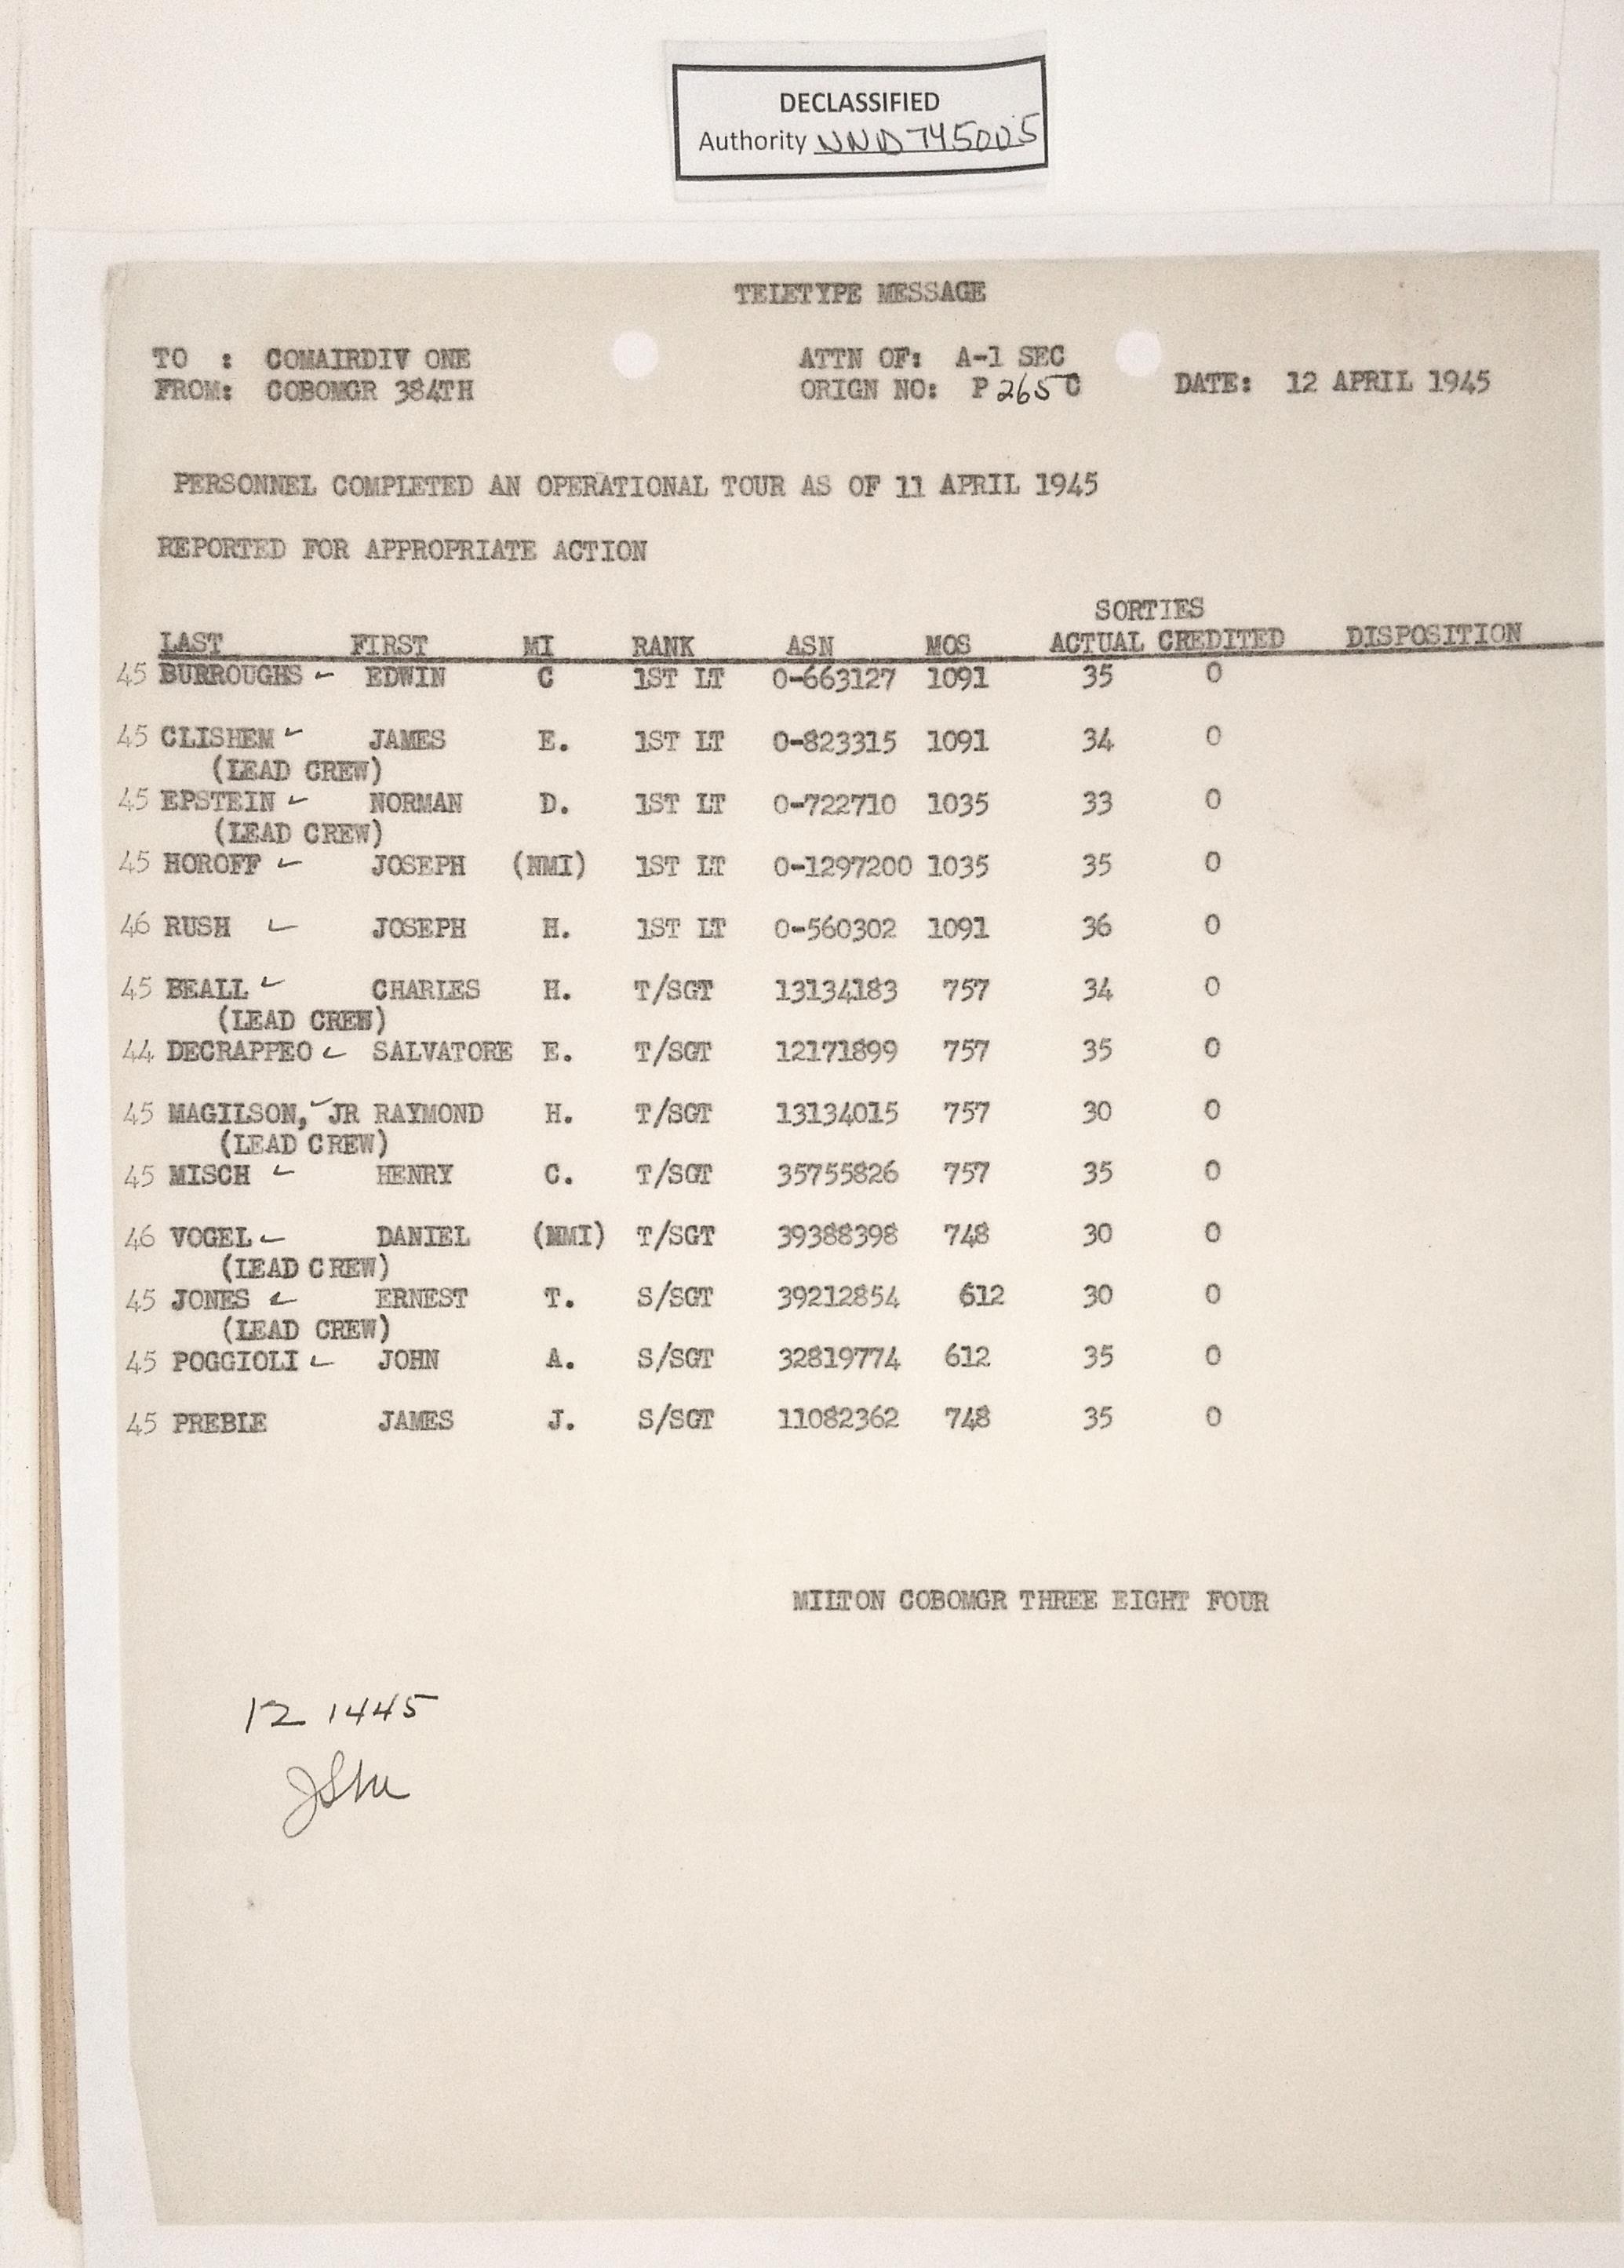 DECLASSIFIED
Authority NND 745005
TELETYPE MESSAGE
TO : COMAIRDIV ONE ATTN OF: A-1 SEC
FROM: COBOMGR 384TH ORIGN NO: P 265 C DATE: 12 APRIL 1945
PERSONNEL COMPLETED AN OPERATIONAL TOUR AS OF 11 APRIL 1945
REPORTED FOR APPROPRIATE ACTION
SORTIES
LAST FIRST MI RANK ASN MOS ACTUAL CREDITED DISPOSITION
45 BURROUGHS EDWIN C 1ST LT 0-663127 1091 35 0
45 CLISHEM JAMES E. 1ST LT 0-823315 1091 34 0
(LEAD CREW)
45 EPSTEIN NORMAN D. 1ST LT 0-722710 1035 33 0
(LEAD CREW)
45 HOROFF JOSEPH (NMI) 1ST LT 0-1297200 1035 35 0
46 RUSH JOSEPH H. 1ST LT 0-560302 1091 36 0
45 BEALL CHARLES H. T/SGT 13134183 757 34 0
(LEAD CREW)
44 DECRAPPEO SALVATORE E. T/SGT 12171899 757 35 0
45 MAGILSON, JR RAYMOND H. T/SGT 13134015 757 30 0
(LEAD CREW)
45 MISCH HENRY C. T/SGT 35755826 757 35 0
46 VOGEL DANIEL (NMI) T/SGT 39388398 748 30 0
(LEAD CREW)
45 JONES ERNEST T. S/SGT 39212854 612 30 0
(LEAD CREW)
45 POGGIOLI JOHN A. S/SGT 32819774 612 35 0
45 PREBLE JAMES J. S/SGT 11082362 748 35 0
MILTON COBOMGR THREE EIGHT FOUR
12 1445